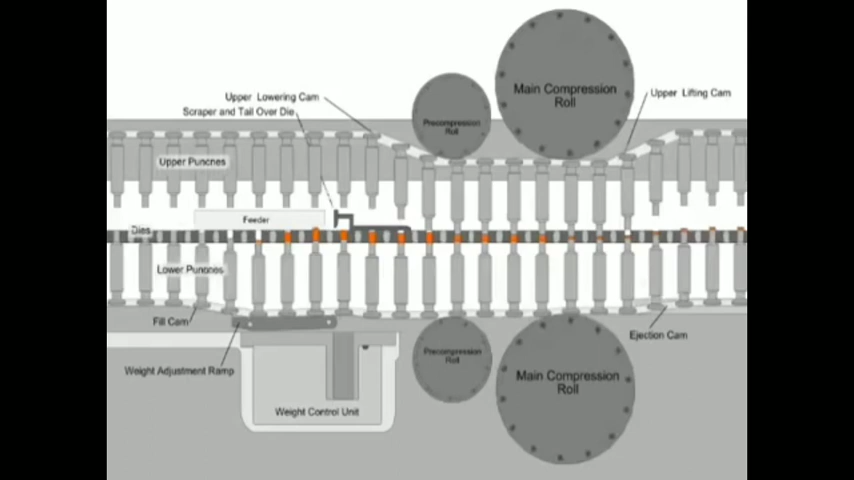 Main Compression
Roll
Upper Lowering Cam
Upper Lifting Cam
Scraper and Tail Over Die
Precompression
Roll
Upper Punches
Feeder
Dies
Lower Punches
Fill Cam
Ejection Cam
Precompression
Roll
Weight Adjustment Ramp
Main Compression
Roll
Weight Control Unit